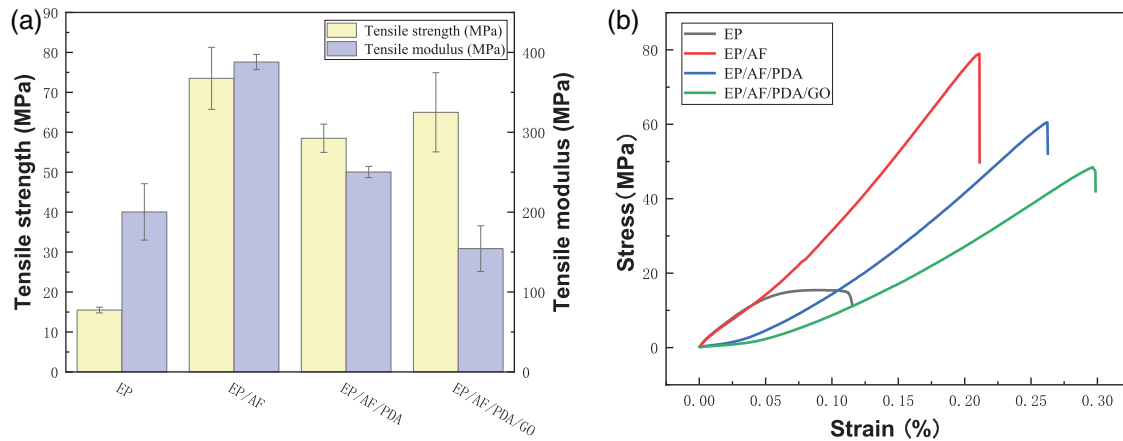 (a)
Tensile strength (MPa)
Tensile modulus (MPa)
Tensile strength (MPa)
90
80
70
60
50
40
30
20
10
0
400
300
200
100
0
Tensile modulus (MPa)
EP
EP/AF
EP/AF/PDA
EP/AF/PDA/GO
(b)
EP
EP/AF
EP/AF/PDA
EP/AF/PDA/GO
Stress(MPa)
80
60
40
20
0
0.00 0.05 0.10 0.15 0.20 0.25 0.30
Strain (%)